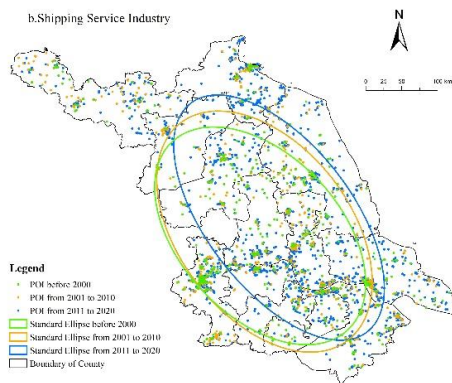 b.Shipping Service Industry
N
0 25 50 100 km
Legend
POI before 2000
POI from 2001 to 2010
POI from 2011 to 2020
Standard Ellipse before 2000
Standard Ellipse from 2001 to 2010
Standard Ellipse from 2011 to 2020
Boundary of County